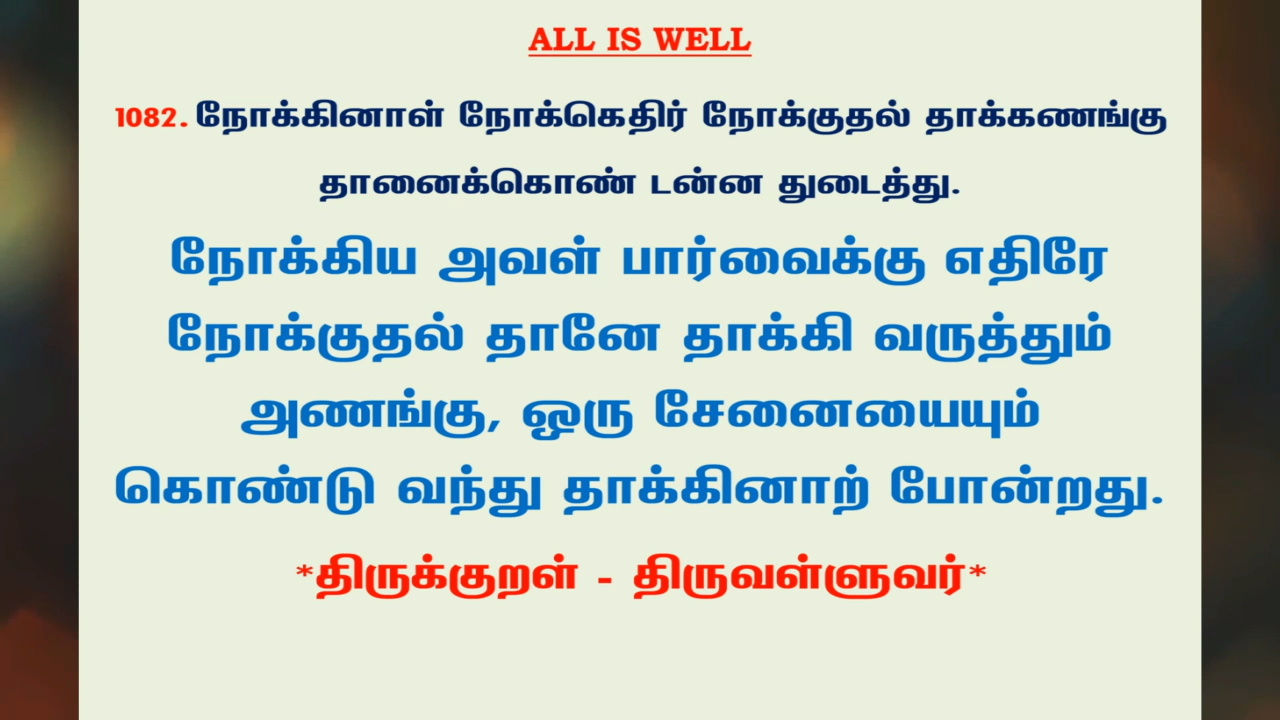 ALL IS WELL
1082. நோக்கினாள் நோக்கெதிர் நோக்குதல் தாக்கணங்கு
தானைக்கொண் டன்ன துடைத்து.
நோக்கிய அவள் பார்வைக்கு எதிரே
நோக்குதல் தானே தாக்கி வருத்தும்
அணங்கு, ஒரு சேனையையும்
கொண்டு வந்து தாக்கினாற் போன்றது.
*திருக்குறள் - திருவள்ளுவர்*